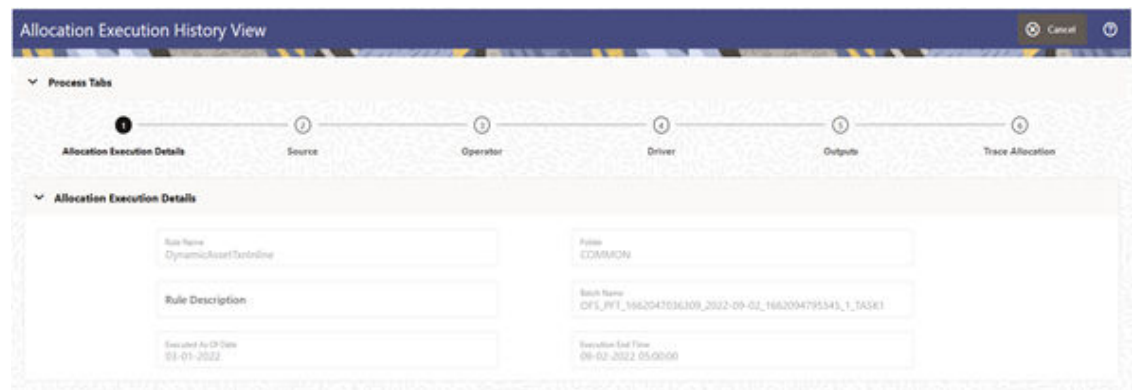 Allocation Execution History View
Cancel
Process Tabs
1 2 3 4 5 6
Allocation Execution Details Source Operator Driver Outputs Trace Allocation
Allocation Execution Details
Rule Name Folder
DynamicAssetTxnInline COMMON
Rule Description Batch Name
OFS_PFT_1662047036309_2022-09-02_1662094795345_1_TASK1
Executed As Of Date Execution End Time
03-01-2022 09-02-2022 05:00:00